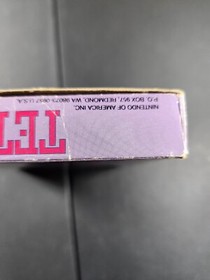 NINTENDO OF AMERICA INC.
P.O. BOX 957, REDMOND, WA 98073-0957 U.S.A.
TET